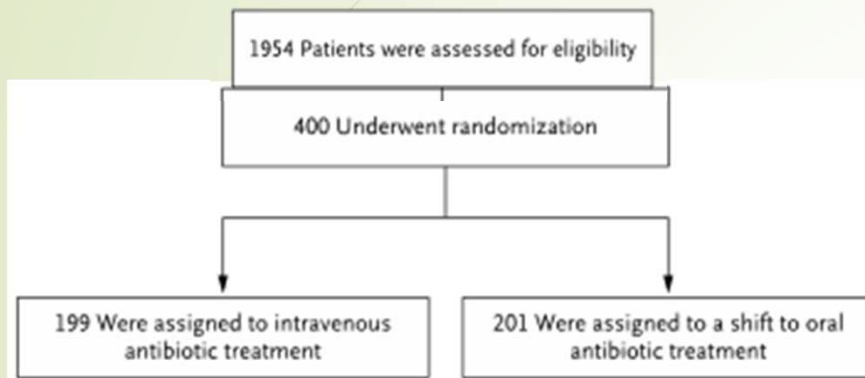 1954 Patients were assessed for eligibility
400 Underwent randomization
199 Were assigned to intravenous
antibiotic treatment
201 Were assigned to a shift to oral
antibiotic treatment